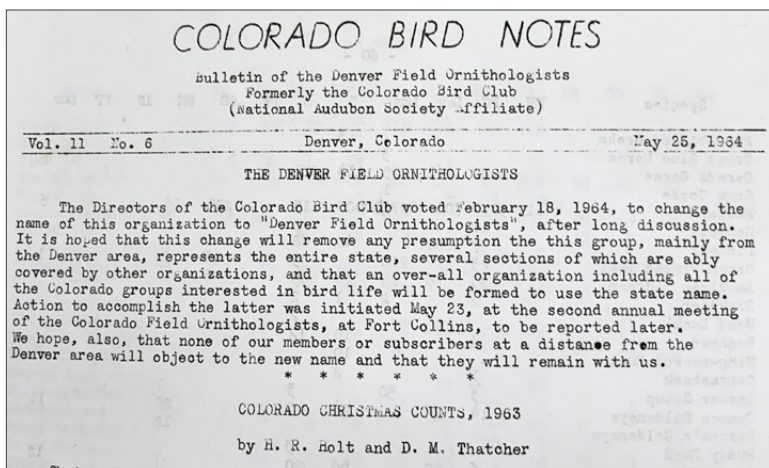 COLORADO BIRD NOTES
Bulletin of the Denver Field Ornithologists
Formerly the Colorado Bird Club
(National Audubon Society Affiliate)
Vol. 11 No. 6 Denver, Colorado May 25, 1964
THE DENVER FIELD ORNITHOLOGISTS
The Directors of the Colorado Bird Club voted February 18, 1964, to change the
name of this organization to "Denver Field Ornithologists", after long discussion.
It is hoped that this change will remove any presumption the this group, mainly from
the Denver area, represents the entire state, several sections of which are ably
covered by other organizations, and that an over-all organization including all of
the Colorado groups interested in bird life will be formed to use the state name.
Action to accomplish the latter was initiated May 23, at the second annual meeting
of the Colorado Field Ornithologists, at Fort Collins, to be reported later.
We hope, also, that none of our members or subscribers at a distance from the
Denver area will object to the new name and that they will remain with us.
* * * * * *
COLORADO CHRISTMAS COUNTS, 1963
by H. R. Holt and D. M. Thatcher